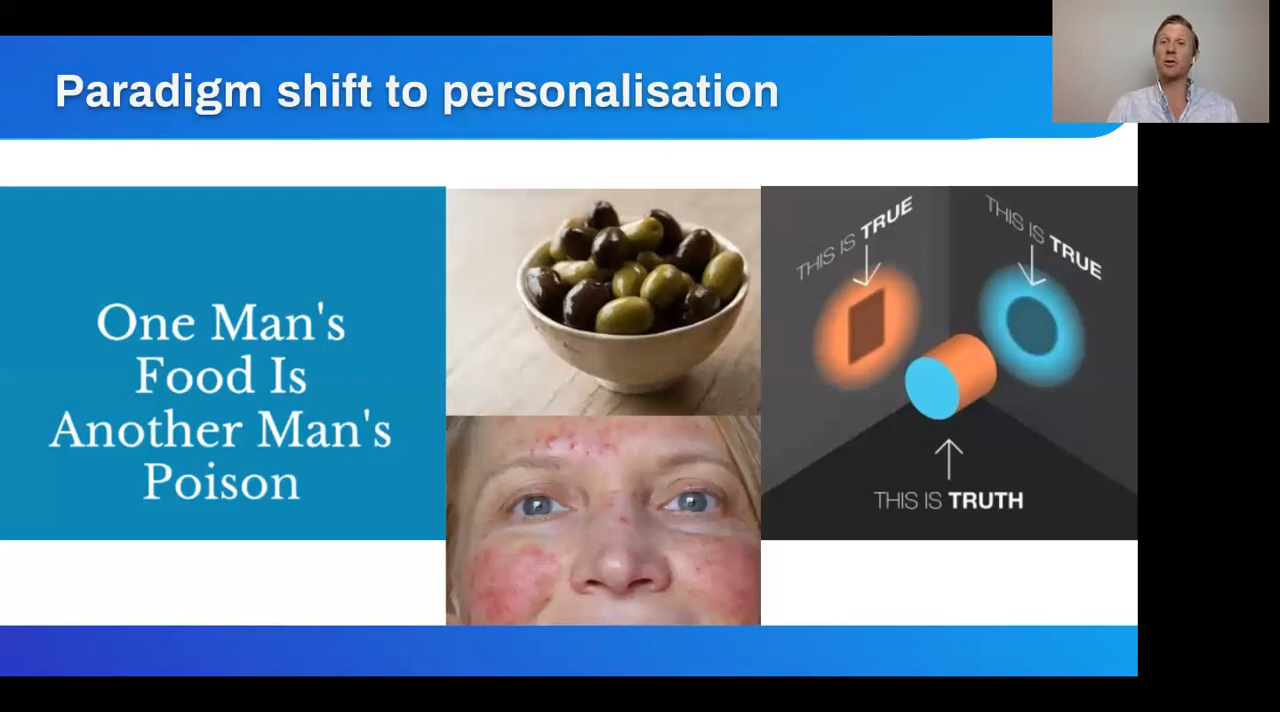 Paradigm shift to personalisation
One Man's
Food Is
Another Man's
Poison
THIS IS TRUE
THIS IS TRUE
THIS IS TRUTH